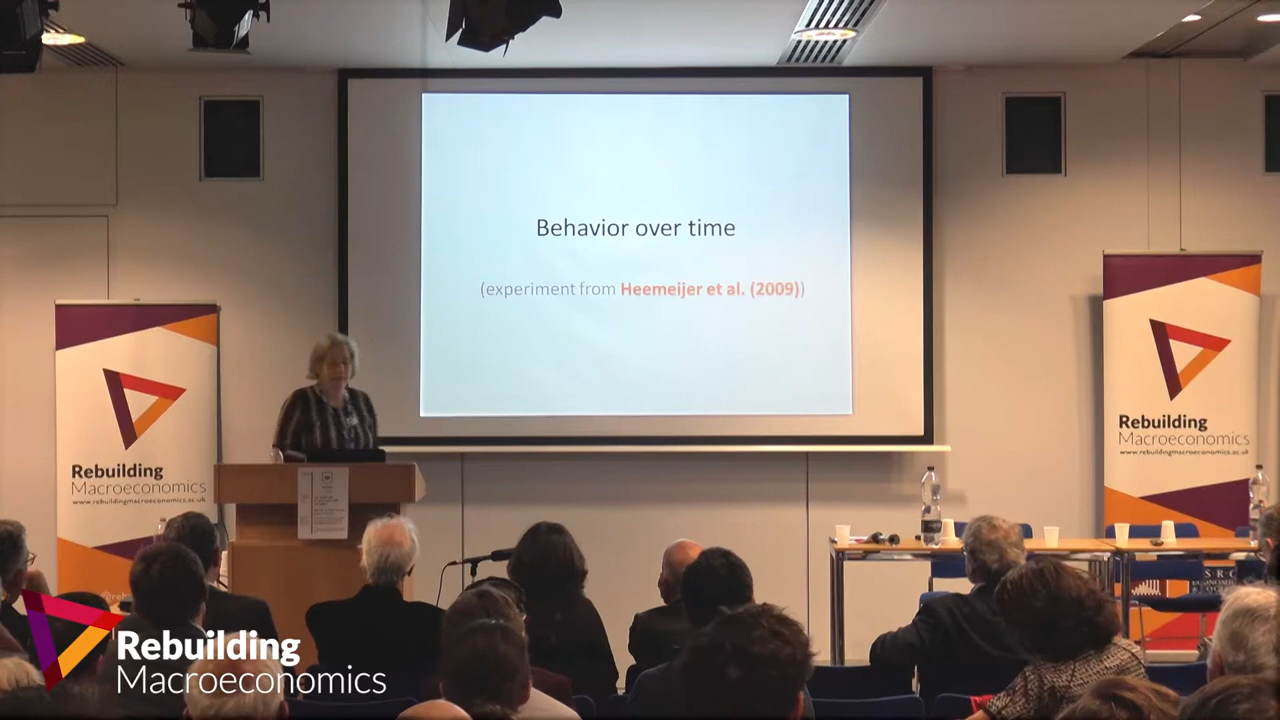 Behavior over time
(experiment from Heemeijer et al. (2009))
Rebuilding
Macroeconomics
www.rebuildingmacroeconomics.ac.uk
Rebuilding
Macroeconomics
www.rebuildingmacroeconomics.ac.uk
Rebuilding
Macroeconomics